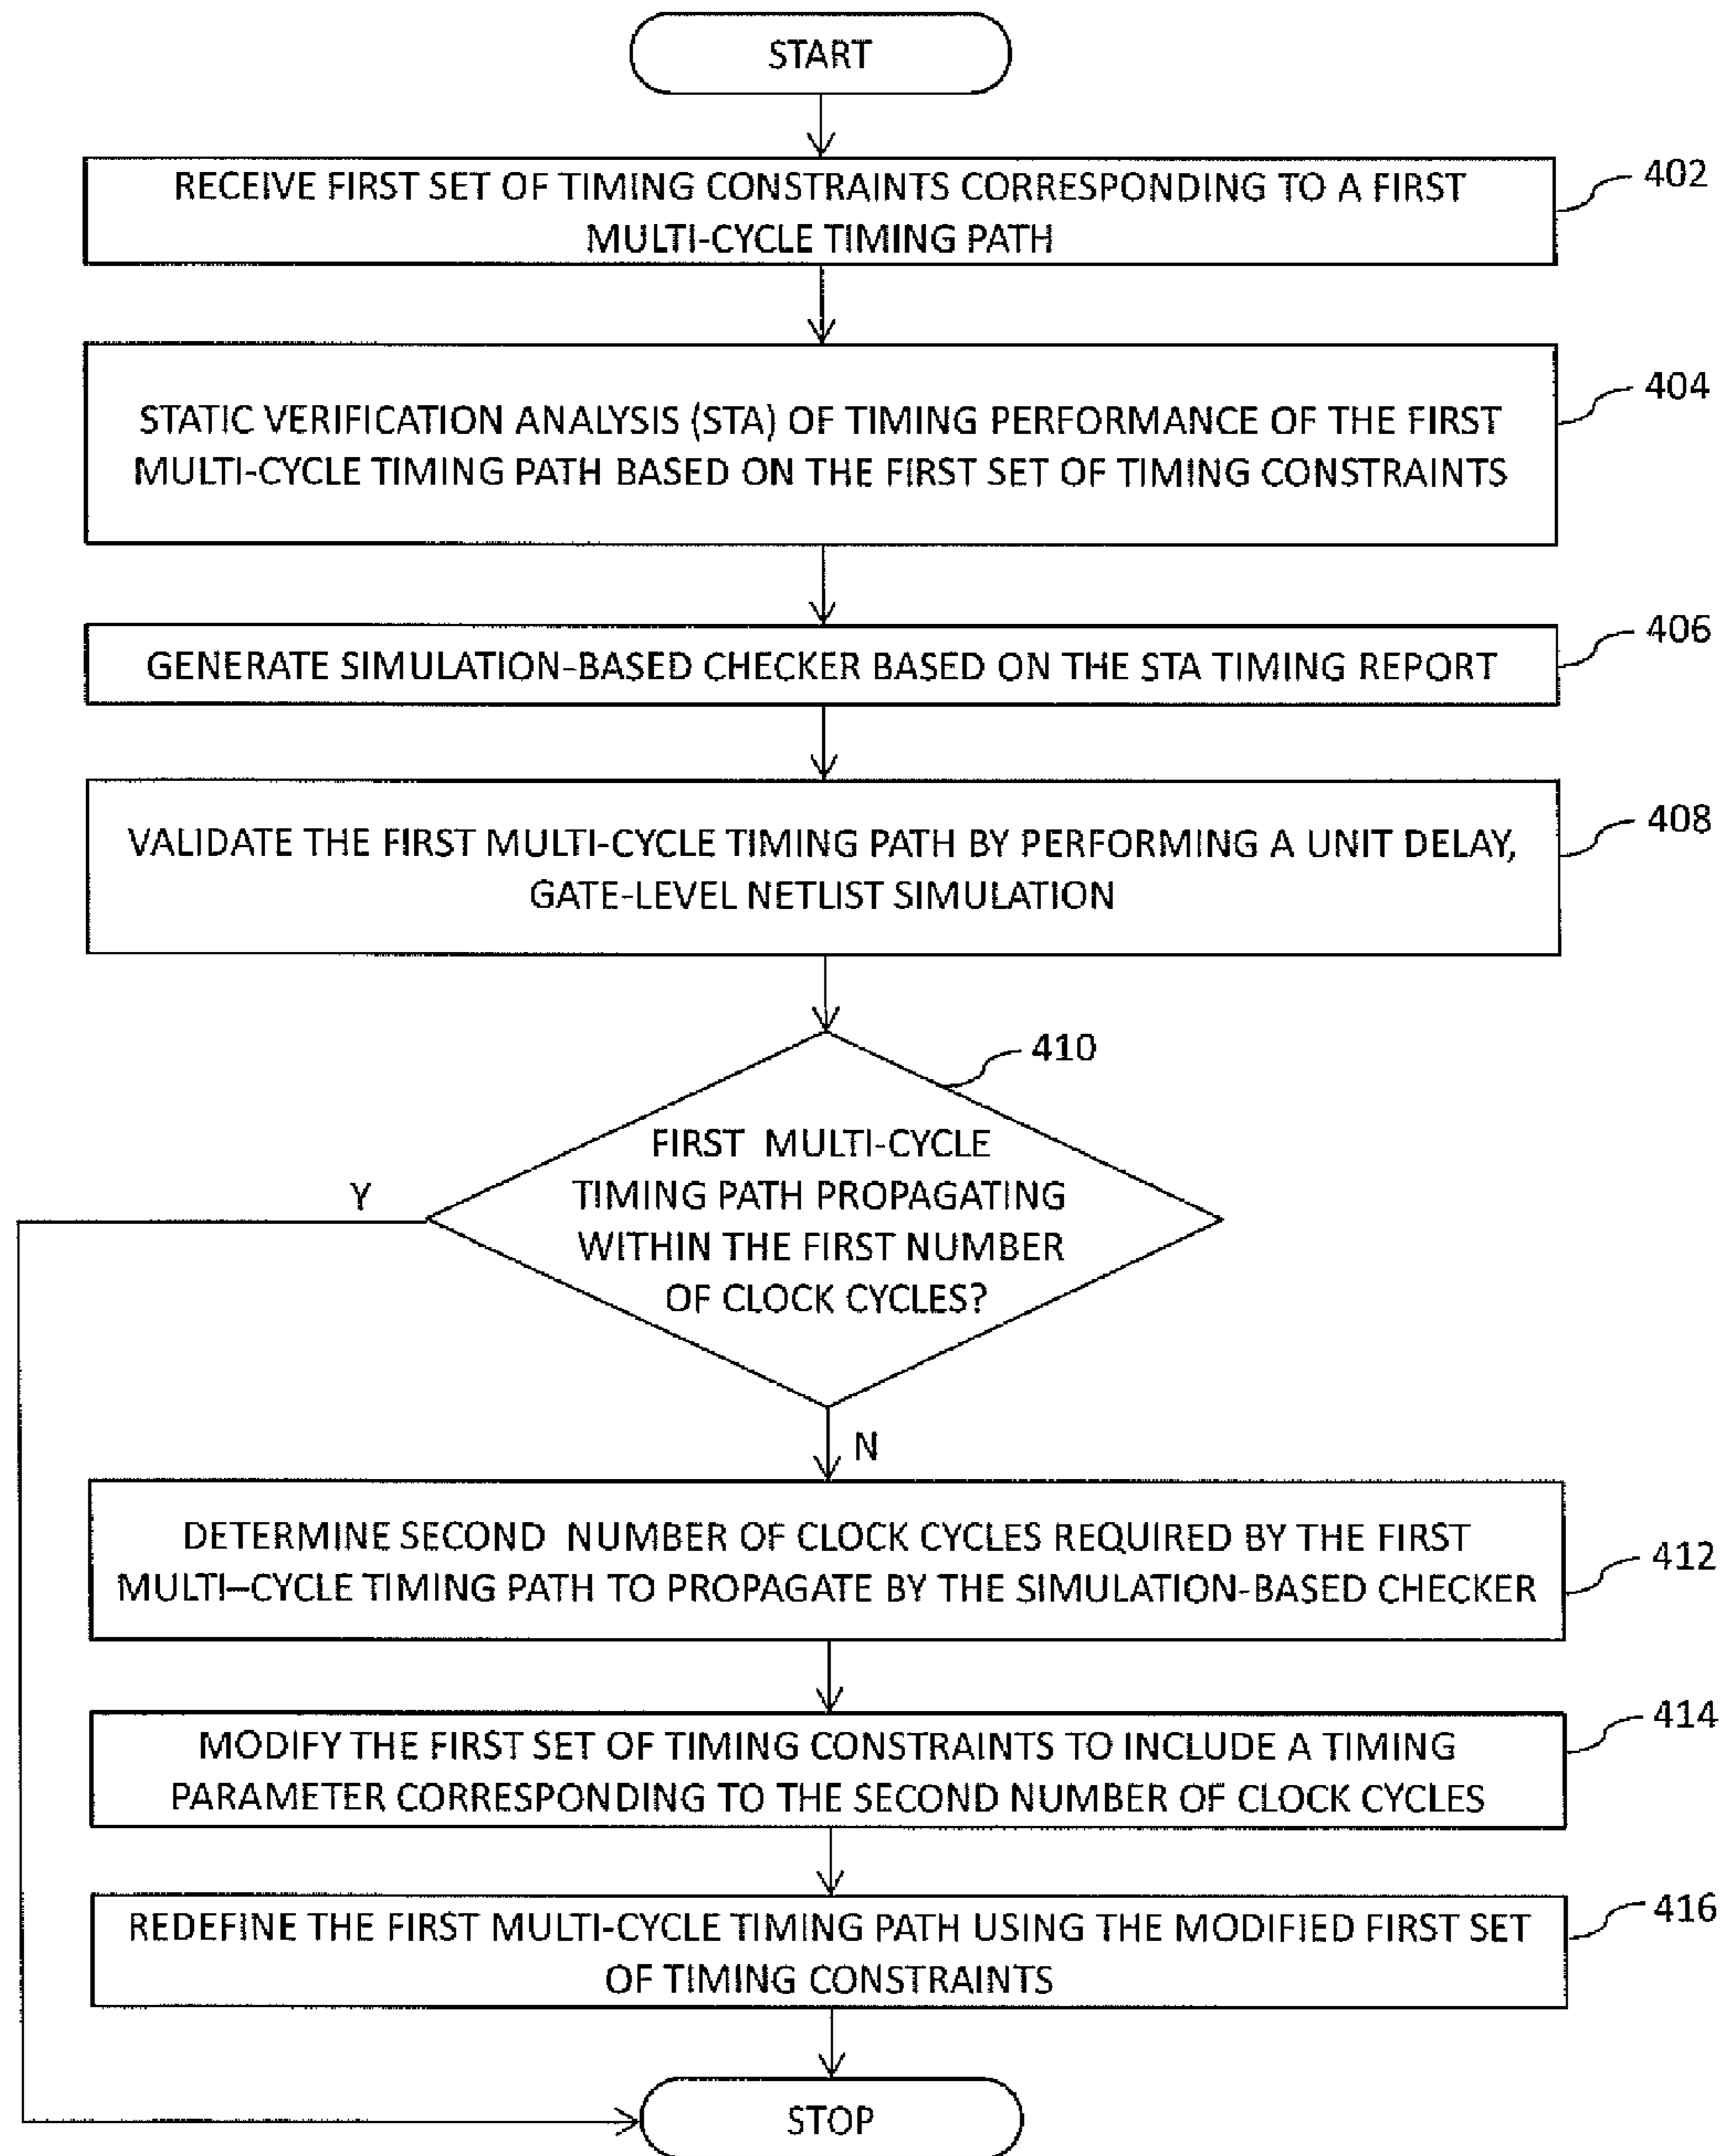 START
RECEIVE FIRST SET OF TIMING CONSTRAINTS CORRESPONDING TO A FIRST
MULTI-CYCLE TIMING PATH
402
STATIC VERIFICATION ANALYSIS (STA) OF TIMING PERFORMANCE OF THE FIRST
MULTI-CYCLE TIMING PATH BASED ON THE FIRST SET OF TIMING CONSTRAINTS
404
GENERATE SIMULATION-BASED CHECKER BASED ON THE STA TIMING REPORT
406
VALIDATE THE FIRST MULTI-CYCLE TIMING PATH BY PERFORMING A UNIT DELAY,
GATE-LEVEL NETLIST SIMULATION
408
410
FIRST MULTI-CYCLE
TIMING PATH PROPAGATING
WITHIN THE FIRST NUMBER
OF CLOCK CYCLES?
Y
N
DETERMINE SECOND NUMBER OF CLOCK CYCLES REQUIRED BY THE FIRST
MULTI–CYCLE TIMING PATH TO PROPAGATE BY THE SIMULATION-BASED CHECKER
412
MODIFY THE FIRST SET OF TIMING CONSTRAINTS TO INCLUDE A TIMING
PARAMETER CORRESPONDING TO THE SECOND NUMBER OF CLOCK CYCLES
414
REDEFINE THE FIRST MULTI-CYCLE TIMING PATH USING THE MODIFIED FIRST SET
OF TIMING CONSTRAINTS
416
STOP